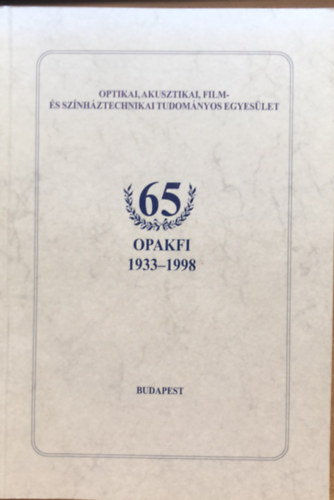 OPTIKAI, AKUSZTIKAI, FILM-
ÉS SZÍNHÁZTECHNIKAI TUDOMÁNYOS EGYESÜLET
65
OPAKFI
1933–1998
BUDAPEST